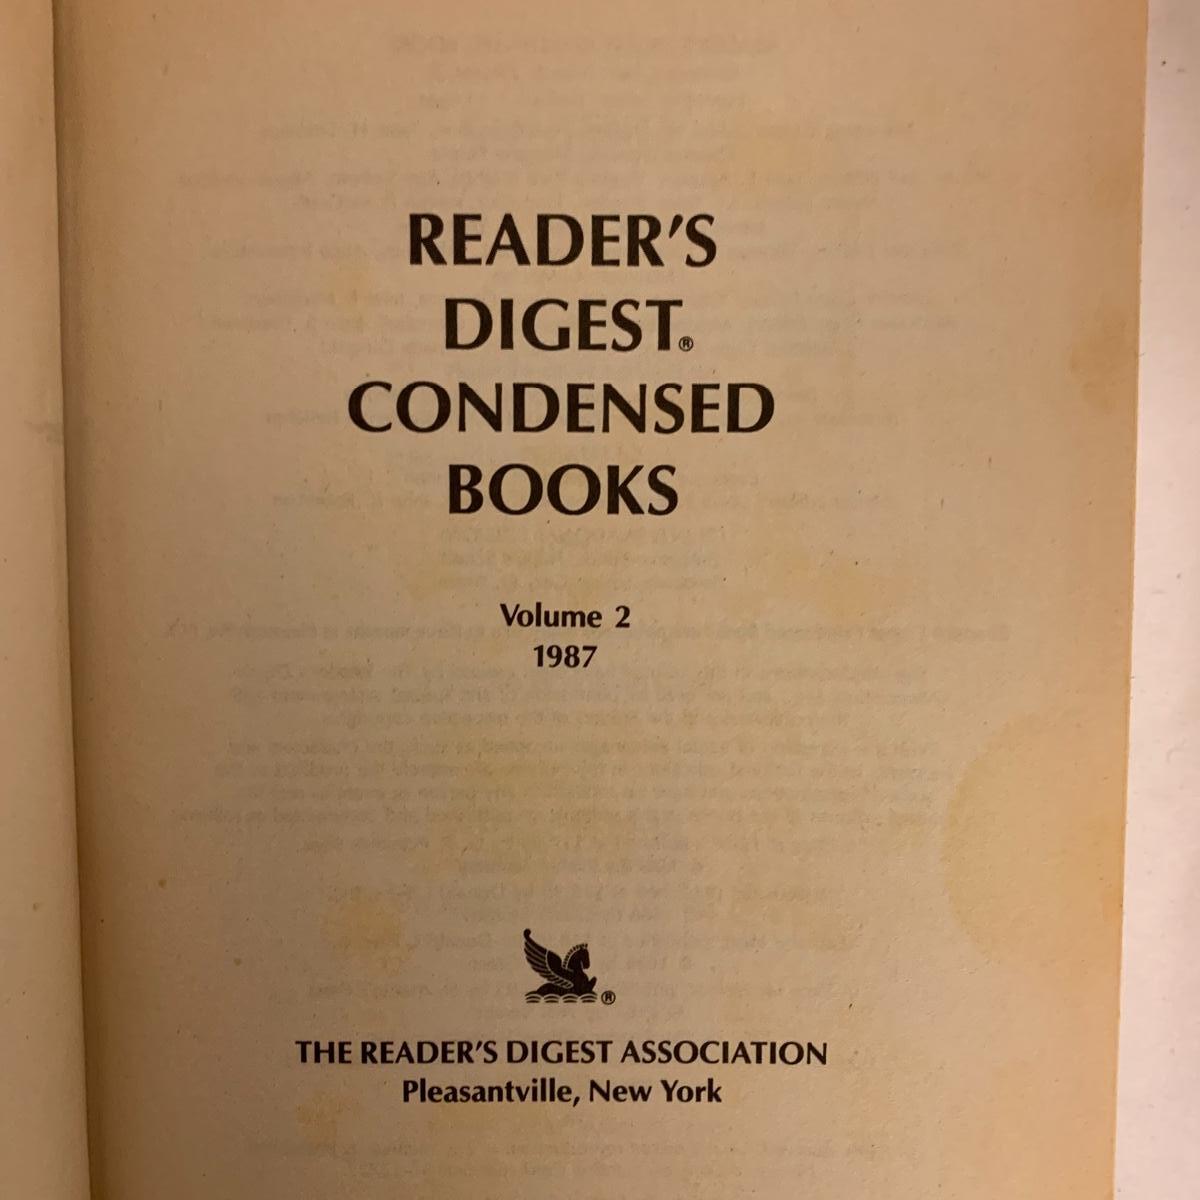 READER'S
DIGEST®
CONDENSED
BOOKS
Volume 2
1987
®
THE READER'S DIGEST ASSOCIATION
Pleasantville, New York